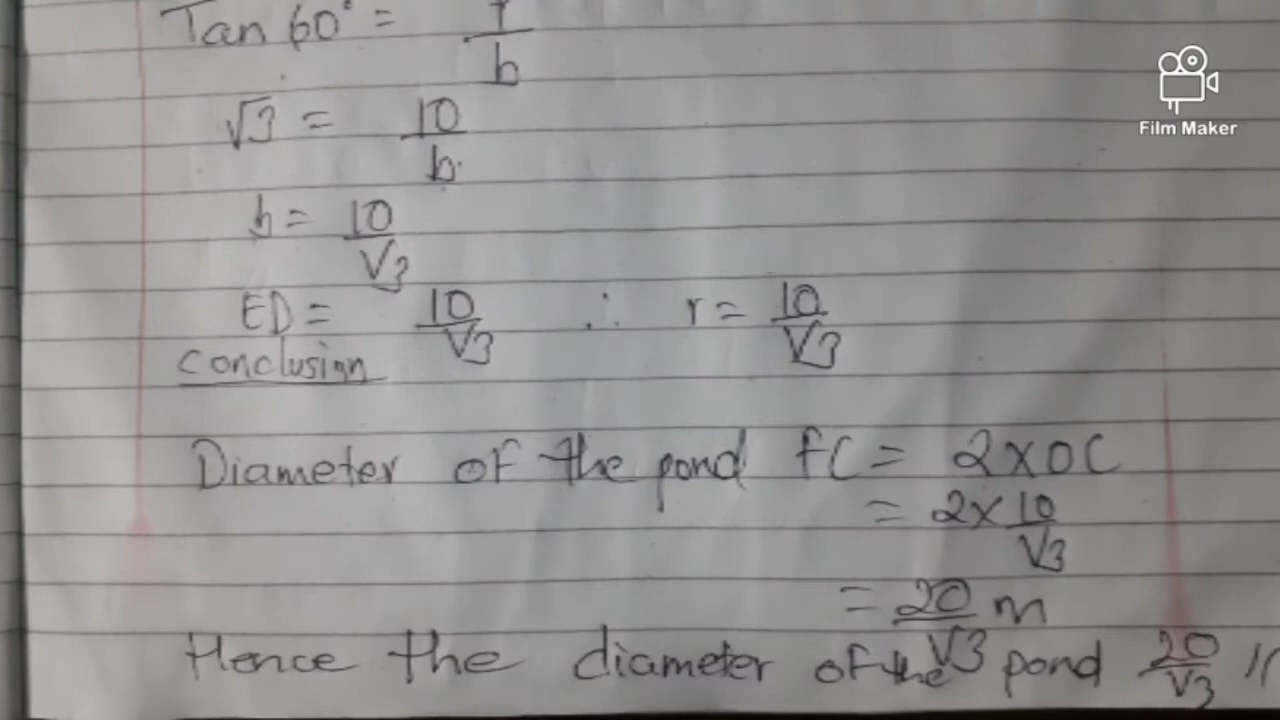 Tan 60° = P/b
√3 = 10/b
Film Maker
b = 10/√3
ED = 10/√3 ∴ r = 10/√3
conclusion
Diameter of the pond FC = 2×OC
= 2× 10/√3
= 20/√3 m
Hence the diameter of the pond 20/√3